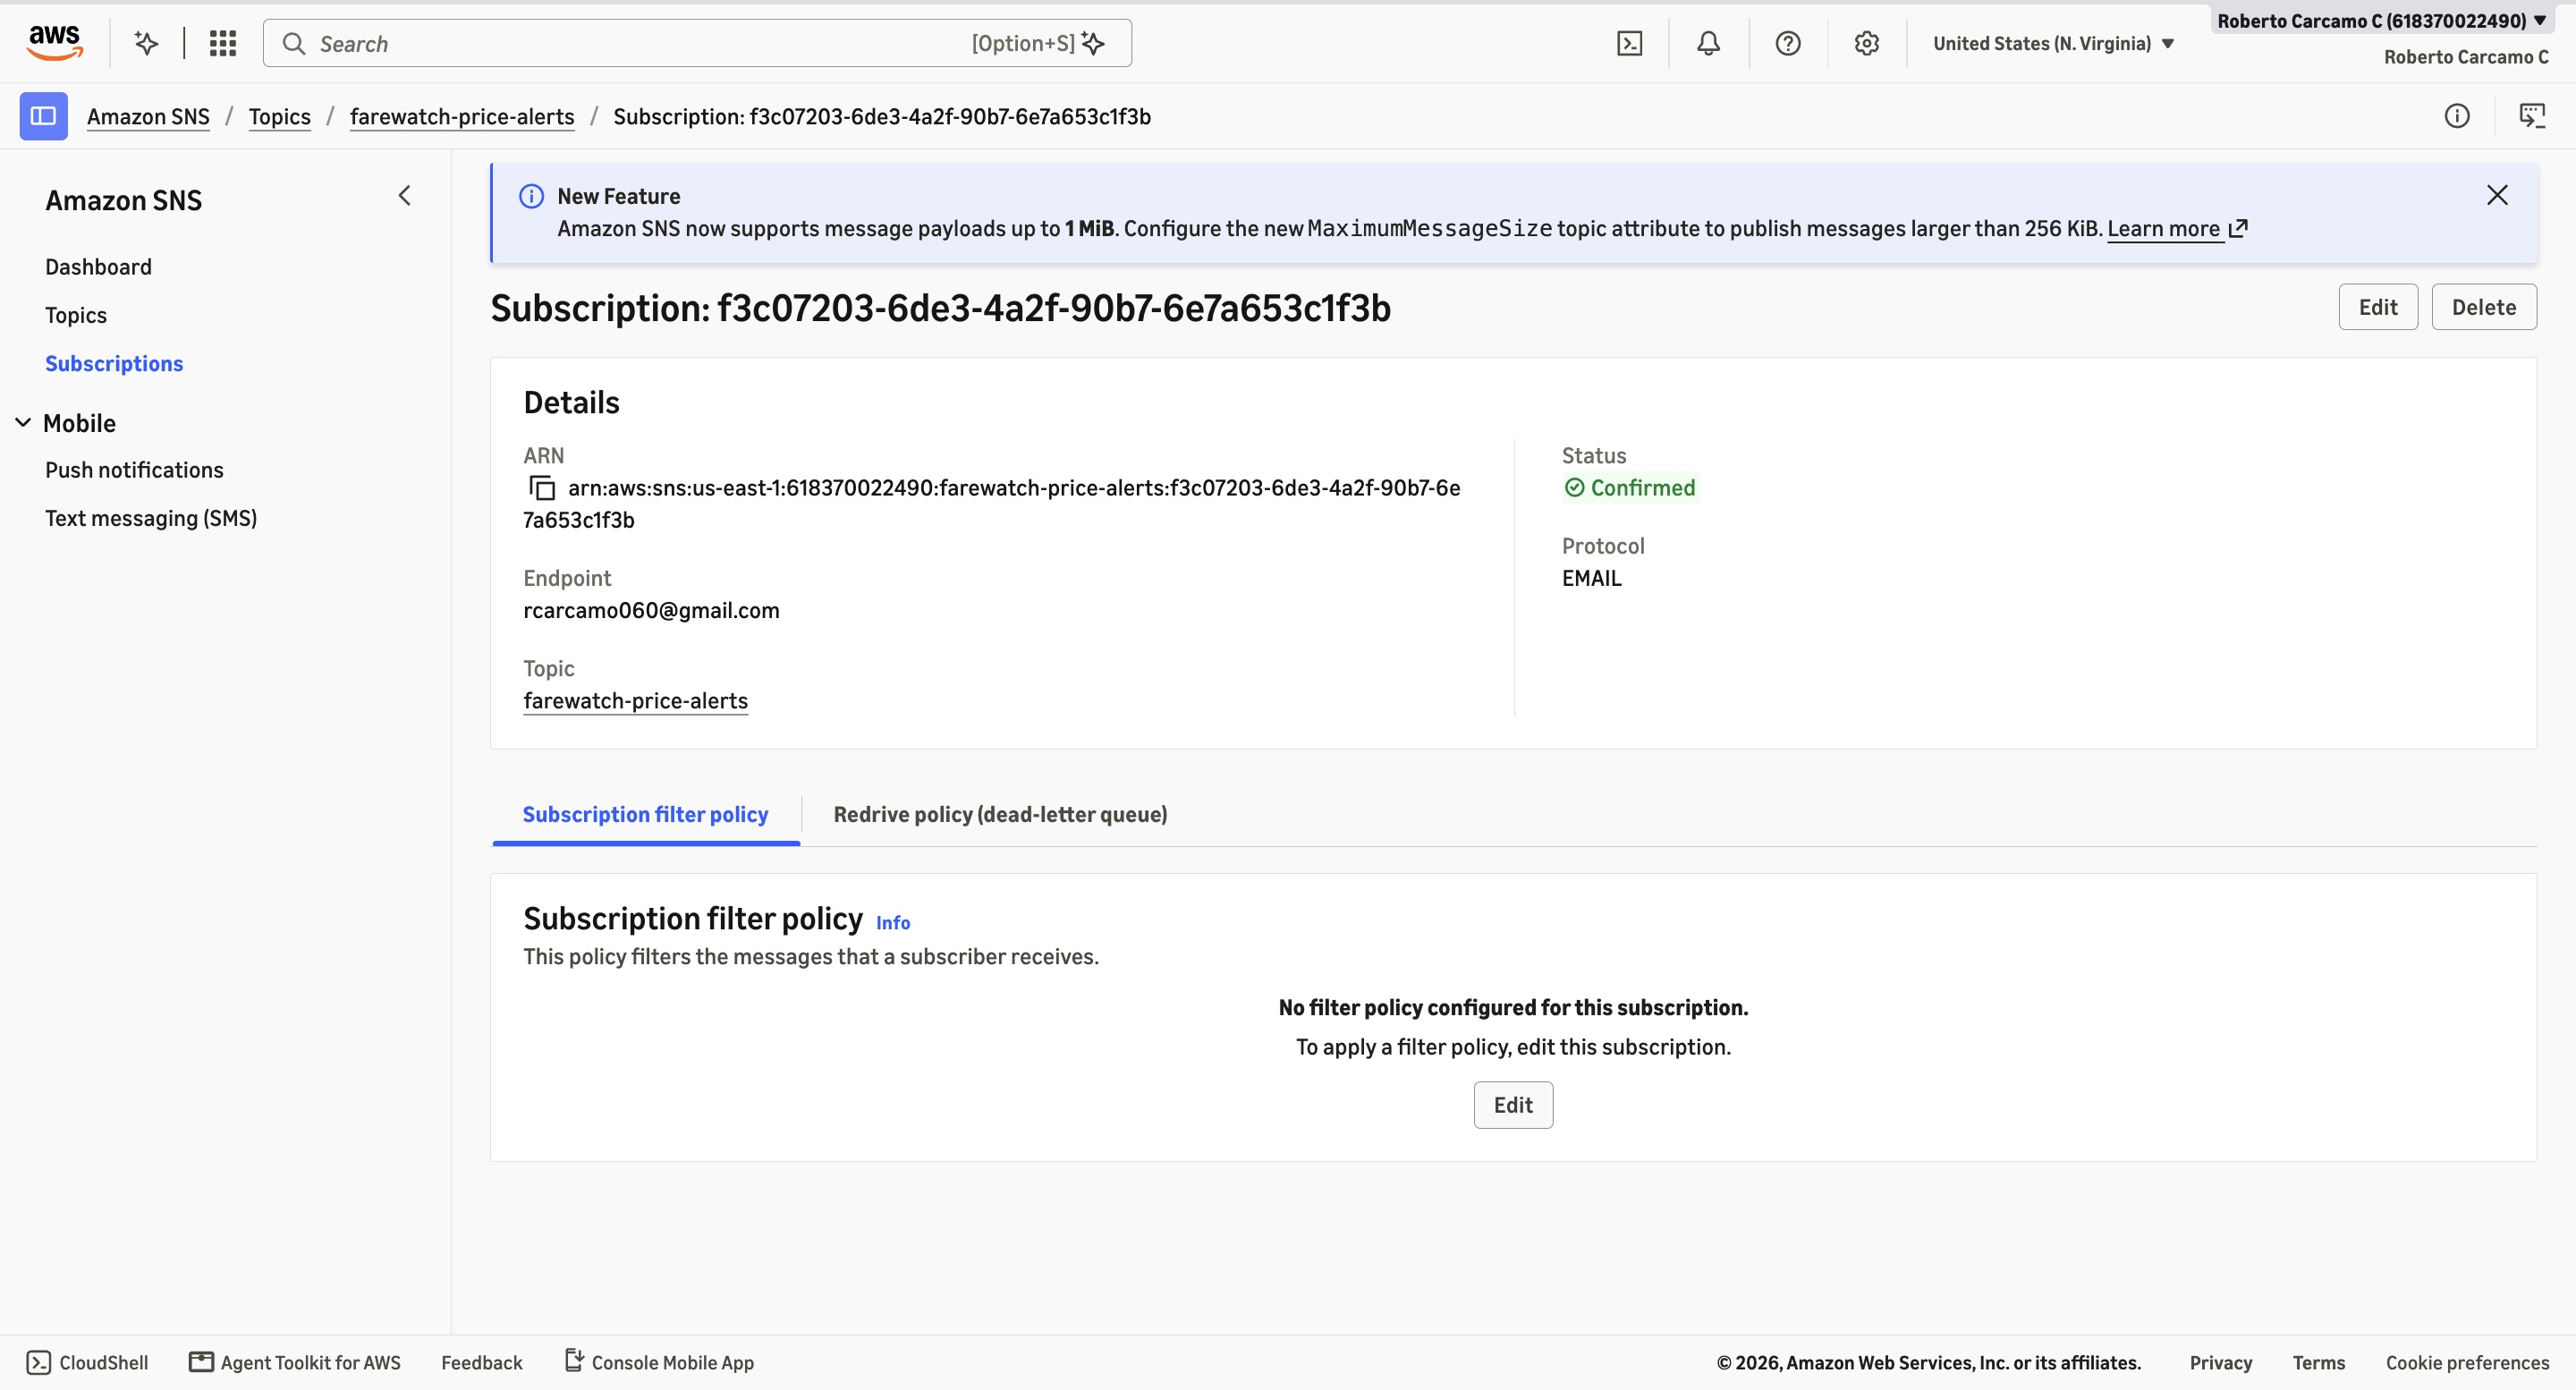 aws
Search
[Option+S]
United States (N. Virginia)
Roberto Carcamo C (618370022490)
Roberto Carcamo C
Amazon SNS / Topics / farewatch-price-alerts / Subscription: f3c07203-6de3-4a2f-90b7-6e7a653c1f3b
Amazon SNS
Dashboard
Topics
Subscriptions
Mobile
Push notifications
Text messaging (SMS)
New Feature
Amazon SNS now supports message payloads up to 1 MiB. Configure the new MaximumMessageSize topic attribute to publish messages larger than 256 KiB. Learn more
Subscription: f3c07203-6de3-4a2f-90b7-6e7a653c1f3b
Edit
Delete
Details
ARN
arn:aws:sns:us-east-1:618370022490:farewatch-price-alerts:f3c07203-6de3-4a2f-90b7-6e
7a653c1f3b
Endpoint
rcarcamo060@gmail.com
Topic
farewatch-price-alerts
Status
Confirmed
Protocol
EMAIL
Subscription filter policy
Redrive policy (dead-letter queue)
Subscription filter policy Info
This policy filters the messages that a subscriber receives.
No filter policy configured for this subscription.
To apply a filter policy, edit this subscription.
Edit
CloudShell
Agent Toolkit for AWS
Feedback
Console Mobile App
© 2026, Amazon Web Services, Inc. or its affiliates.
Privacy
Terms
Cookie preferences